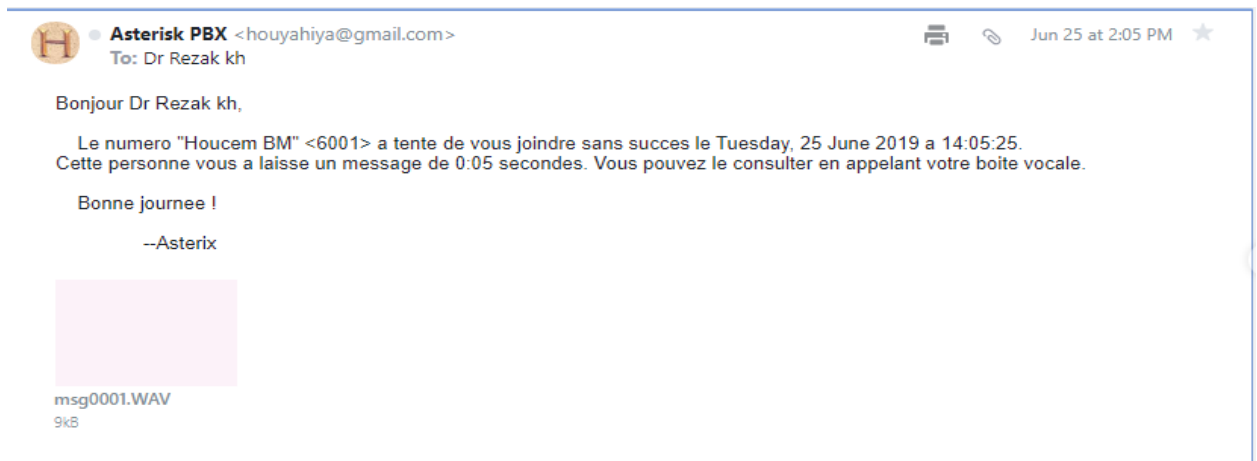 Asterisk PBX <houyahiya@gmail.com>
Jun 25 at 2:05 PM
To: Dr Rezak kh
Bonjour Dr Rezak kh,
Le numero "Houcem BM" <6001> a tente de vous joindre sans succes le Tuesday, 25 June 2019 a 14:05:25.
Cette personne vous a laisse un message de 0:05 secondes. Vous pouvez le consulter en appelant votre boite vocale.
Bonne journee !
--Asterix
msg0001.WAV
9kB